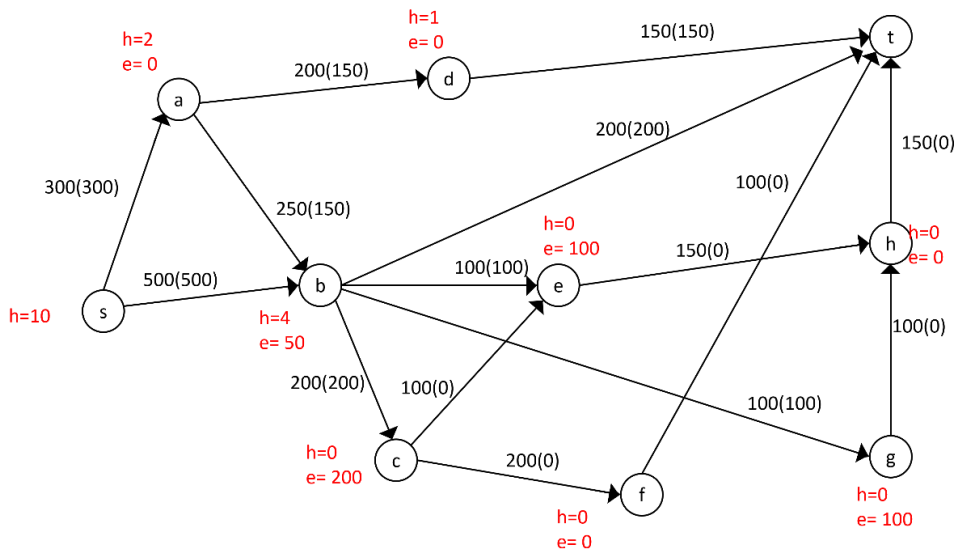 h=1
e= 0
150(150)
t
h=2
e= 0
200(150)
d
a
200(200)
150(0)
300(300)
100(0)
250(150)
h=0
e= 100
150(0)
h
h=0
e= 0
500(500)
b
100(100)
e
s
h=10
h=4
e= 50
100(0)
200(200)
100(0)
100(100)
h=0
e= 200
c
200(0)
g
f
h=0
e= 0
h=0
e= 100